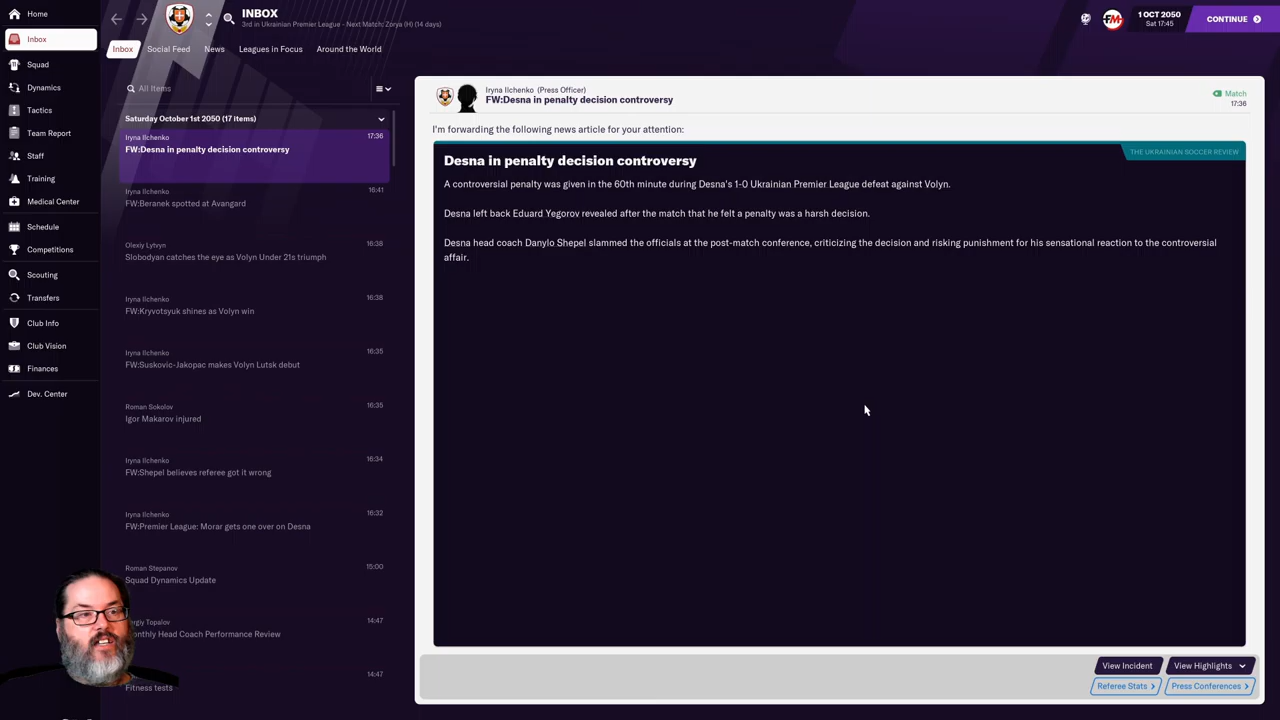 Home
Inbox
Squad
Dynamics
Tactics
Team Report
Staff
Training
Medical Center
Schedule
Competitions
Scouting
Transfers
Club Info
Club Vision
Finances
Dev. Center
INBOX
3rd in Ukrainian Premier League - Next Match: Zorya (H) (14 days)
FM
1 OCT 2050
Sat 17:45
CONTINUE
Inbox
Social Feed
News
Leagues in Focus
Around the World
All Items
Saturday October 1st 2050 (17 items)
Iryna Ilchenko 17:36
FW:Desna in penalty decision controversy
Iryna Ilchenko 16:41
FW:Beranek spotted at Avangard
Olexiy Lytvyn 16:38
Slobodyan catches the eye as Volyn Under 21s triumph
Iryna Ilchenko 16:38
FW:Kryvotsyuk shines as Volyn win
Iryna Ilchenko 16:35
FW:Suskovic-Jakopac makes Volyn Lutsk debut
Roman Sokolov 16:35
Igor Makarov injured
Iryna Ilchenko 16:34
FW:Shepel believes referee got it wrong
Iryna Ilchenko 16:32
FW:Premier League: Morar gets one over on Desna
Roman Stepanov 15:00
Squad Dynamics Update
Topalov 14:47
Head Coach Performance Review
14:47
Fitness tests
Iryna Ilchenko (Press Officer)
FW:Desna in penalty decision controversy
Match
17:36
I'm forwarding the following news article for your attention:
Desna in penalty decision controversy
THE UKRAINIAN SOCCER REVIEW
A controversial penalty was given in the 60th minute during Desna's 1-0 Ukrainian Premier League defeat against Volyn.
Desna left back Eduard Yegorov revealed after the match that he felt a penalty was a harsh decision.
Desna head coach Danylo Shepel slammed the officials at the post-match conference, criticizing the decision and risking punishment for his sensational reaction to the controversial
affair.
View Incident
View Highlights
Referee Stats
Press Conferences